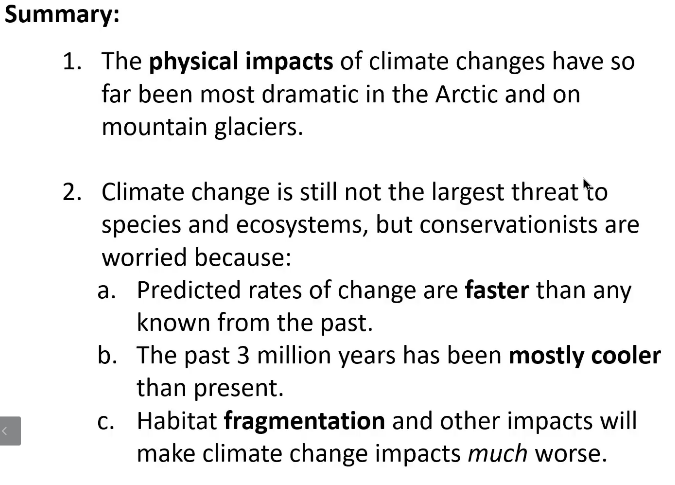 Summary:
1. The physical impacts of climate changes have so
far been most dramatic in the Arctic and on
mountain glaciers.
2. Climate change is still not the largest threat to
species and ecosystems, but conservationists are
worried because:
a. Predicted rates of change are faster than any
known from the past.
b. The past 3 million years has been mostly cooler
than present.
c. Habitat fragmentation and other impacts will
make climate change impacts much worse.